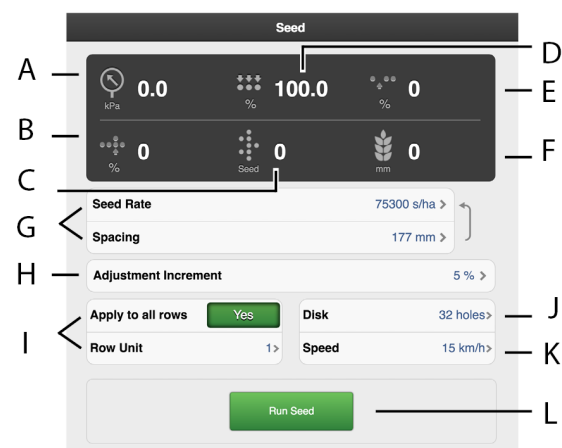 Seed
D
A
0.0
100.0
0
E
kPa
%
%
B
0
0
0
F
%
Seed
mm
C
Seed Rate
75300 s/ha >
G
Spacing
177 mm >
H
Adjustment Increment
5 % >
Apply to all rows
Yes
Disk
32 holes>
J
I
Row Unit
1>
Speed
15 km/h>
K
Run Seed
L